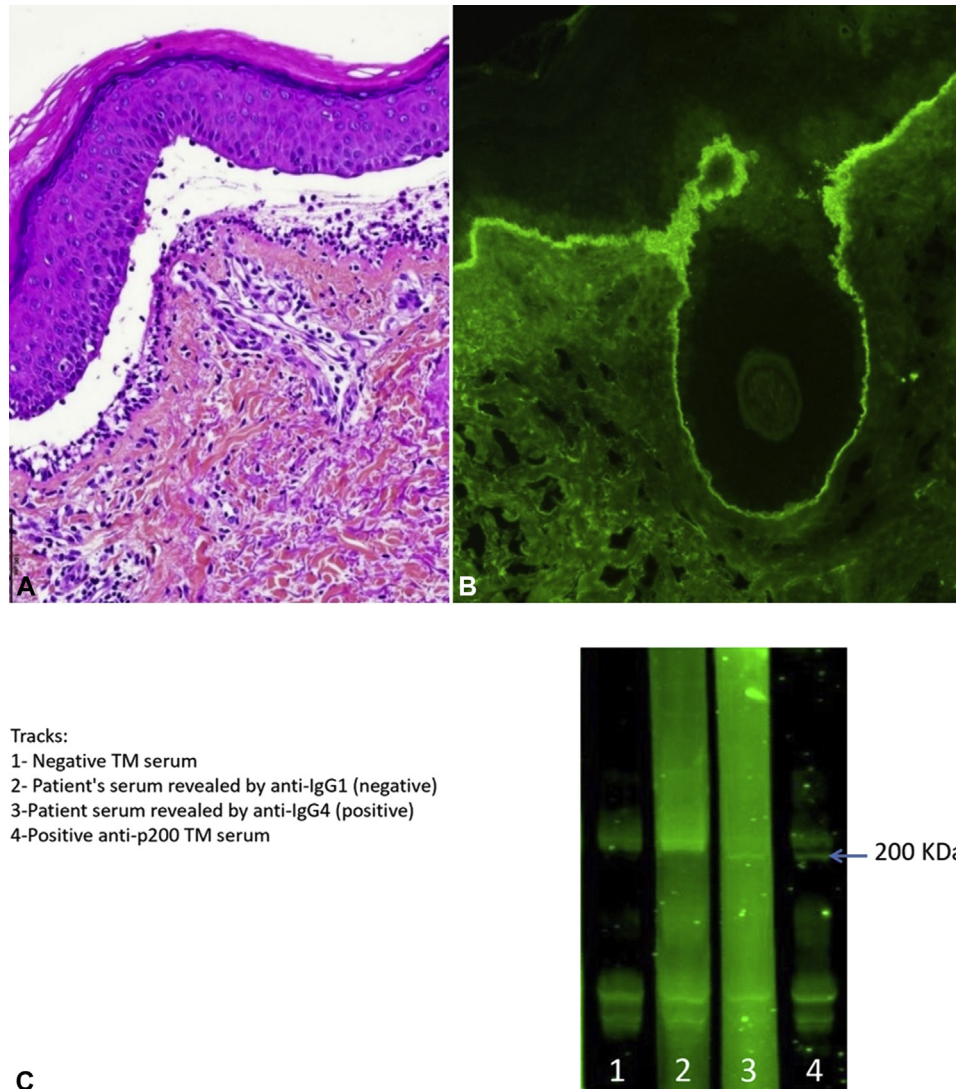 A
B
Tracks:
1- Negative TM serum
2- Patient's serum revealed by anti-IgG1 (negative)
3-Patient serum revealed by anti-IgG4 (positive)
4-Positive anti-p200 TM serum
200 KDa
1 2 3 4
C